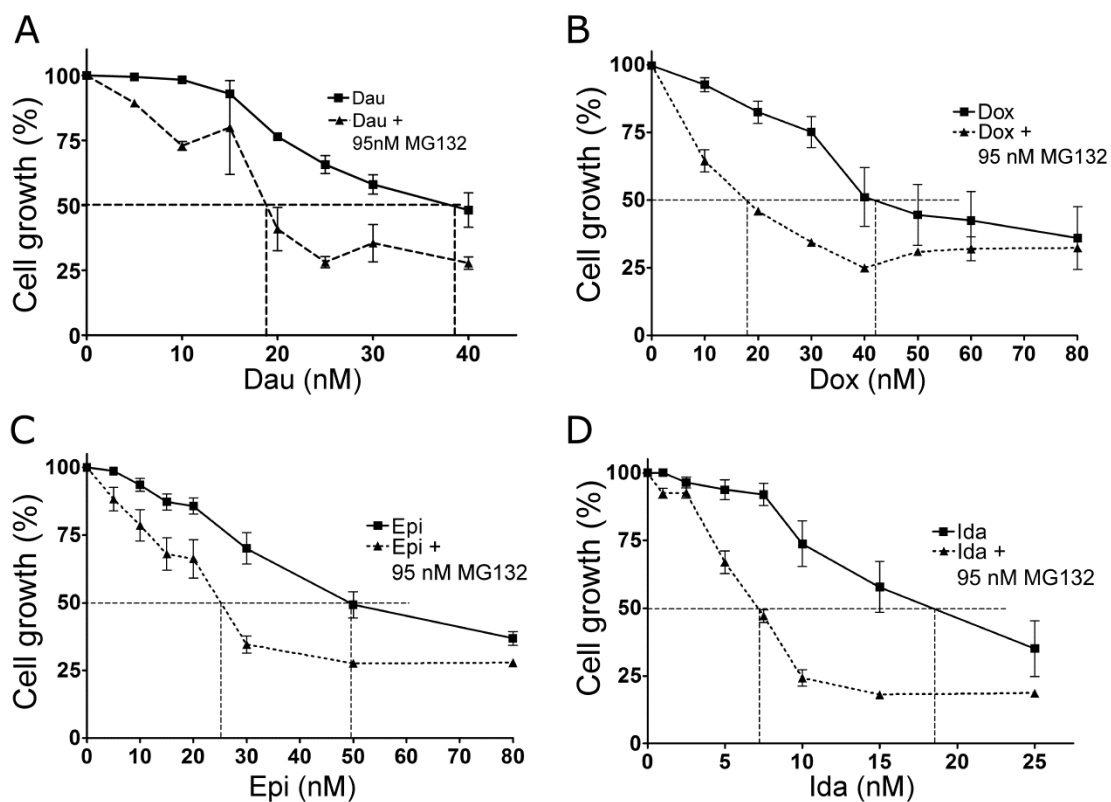 A
Cell growth (%)
100
75
50
25
0
Dau
Dau +
95nM MG132
0 10 20 30 40
Dau (nM)
B
Cell growth (%)
100
75
50
25
0
Dox
Dox +
95 nM MG132
0 10 20 30 40 50 60 70 80
Dox (nM)
C
Cell growth (%)
100
75
50
25
0
Epi
Epi +
95 nM MG132
0 10 20 30 40 50 60 70 80
Epi (nM)
D
Cell growth (%)
100
75
50
25
0
Ida
Ida +
95 nM MG132
0 5 10 15 20 25
Ida (nM)